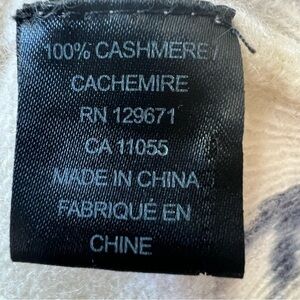 100% CASHMERE /
CACHEMIRE
RN 129671
CA 11055
MADE IN CHINA
FABRIQUÉ EN
CHINE